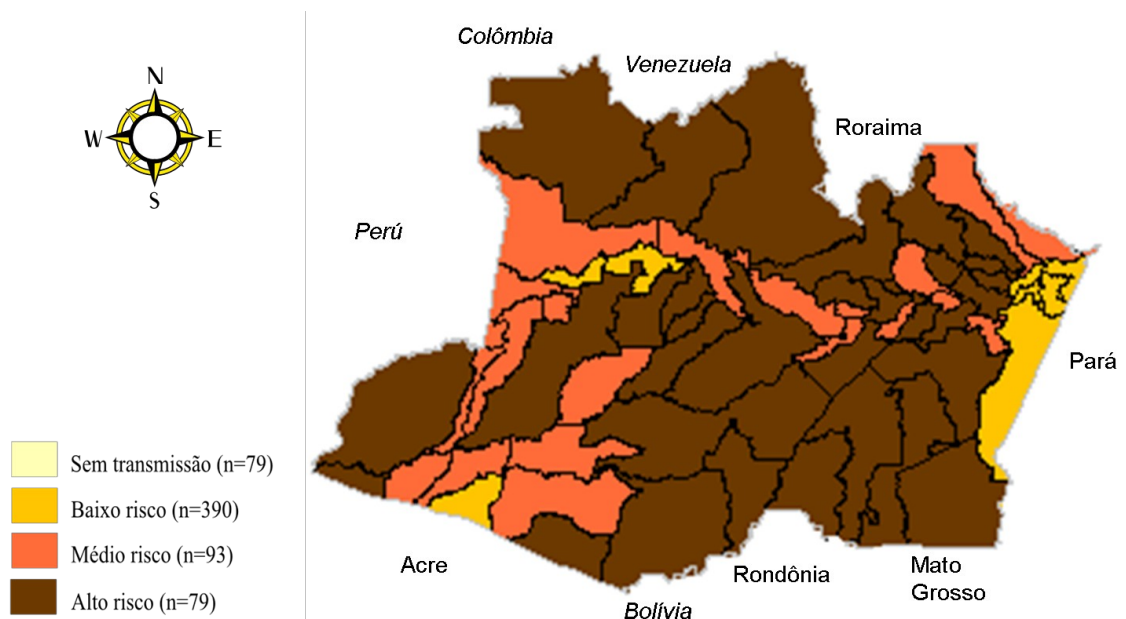 Colômbia
Venezuela
N
W E
S
Roraima
Perú
Pará
Sem transmissão (n=79)
Baixo risco (n=390)
Médio risco (n=93)
Alto risco (n=79)
Acre
Rondônia
Mato
Grosso
Bolívia